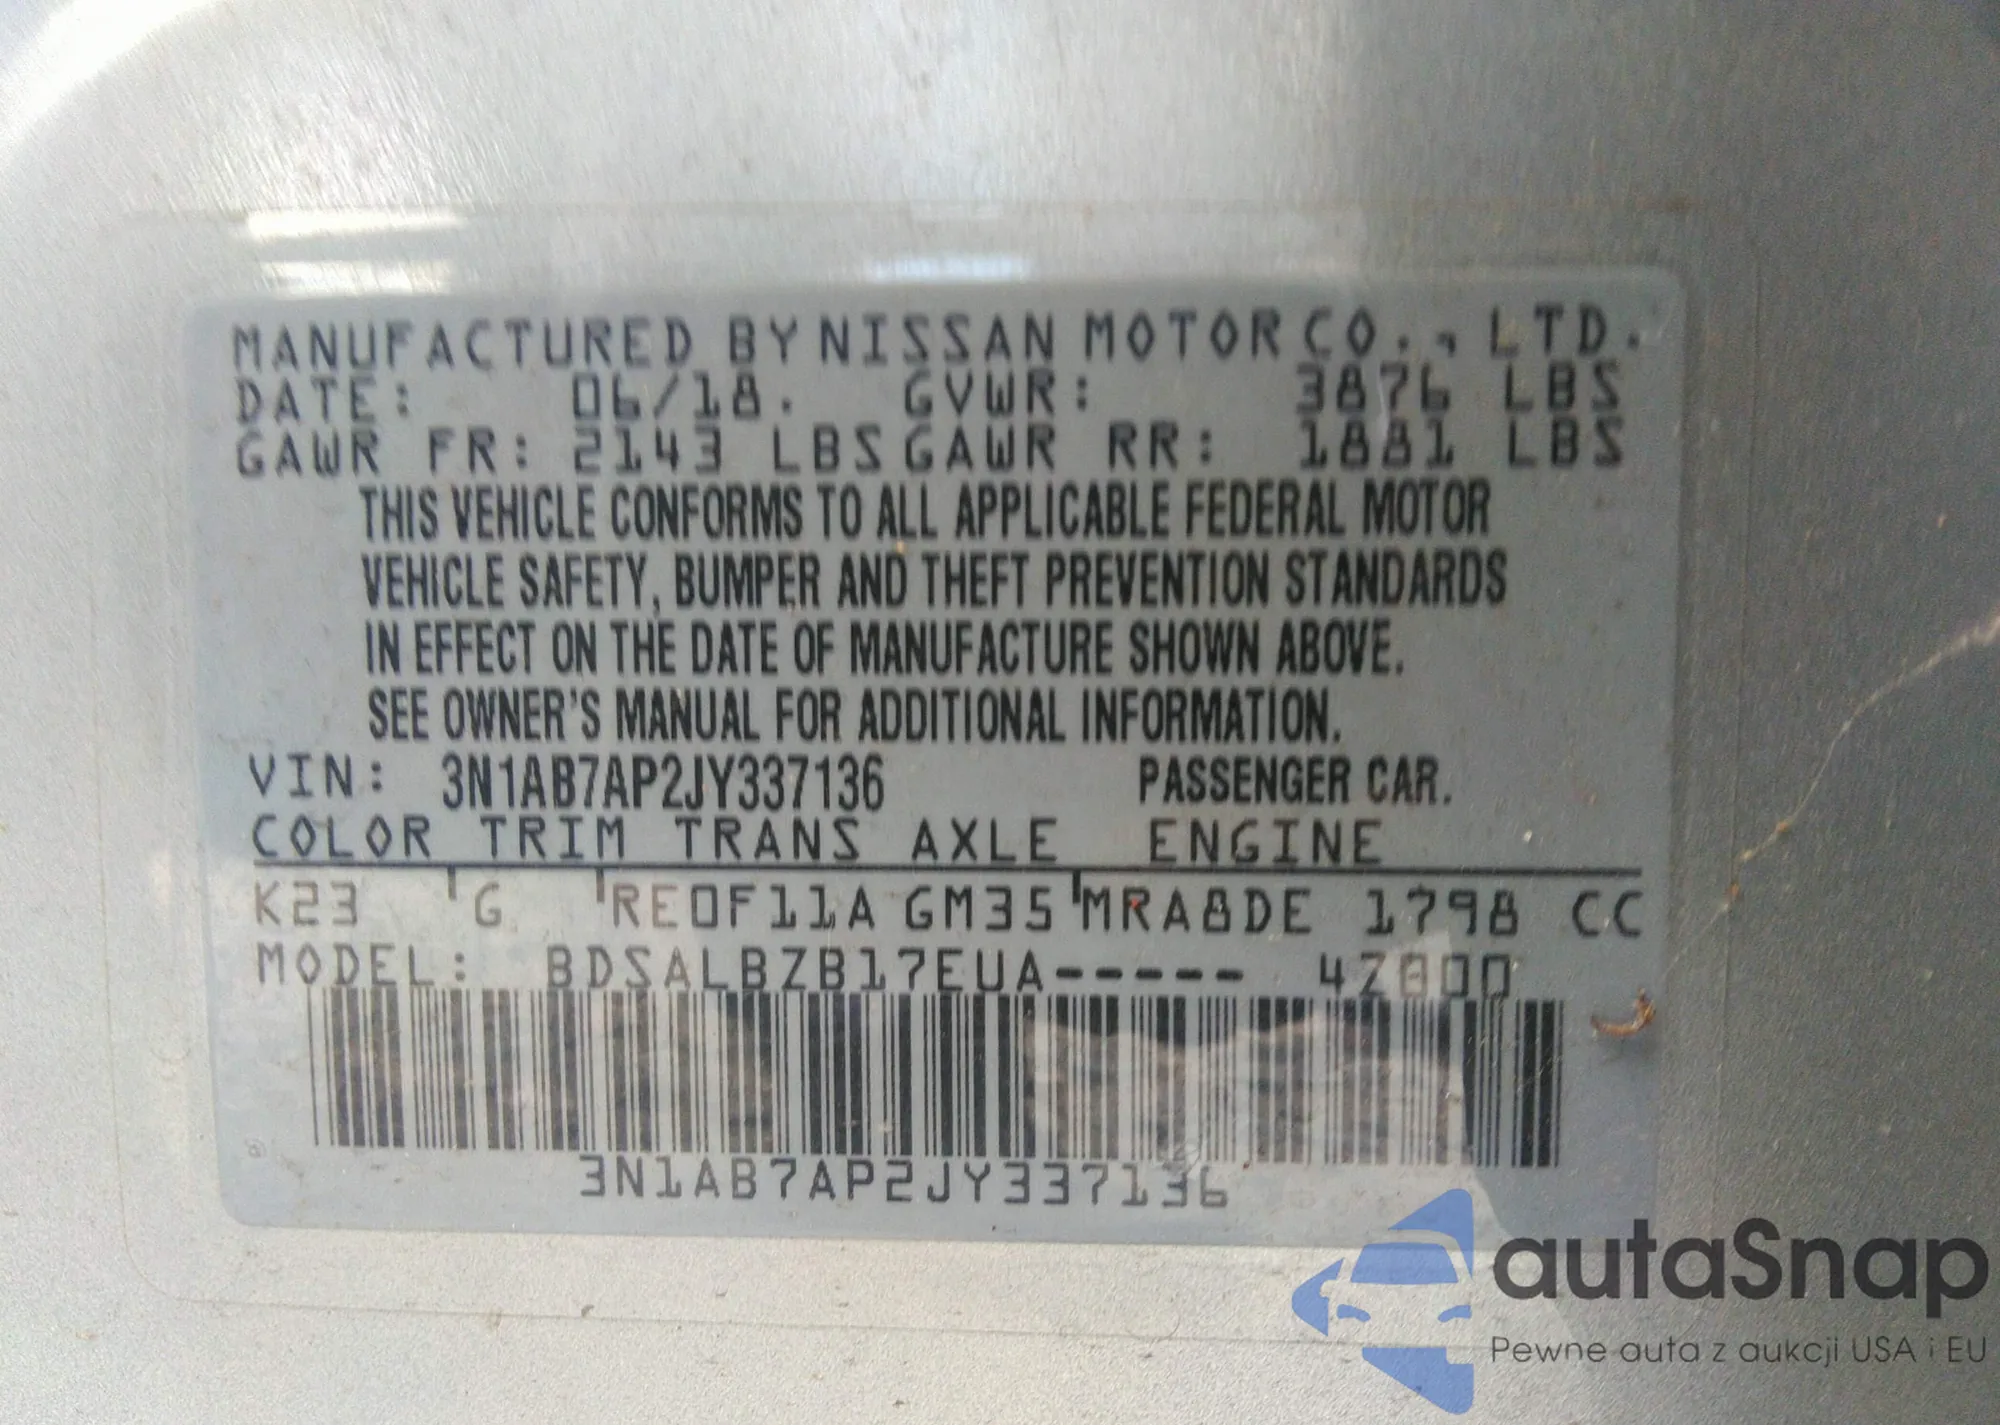 MANUFACTURED BY NISSAN MOTOR CO., LTD.
DATE: 06/18. GVWR: 3876 LBS
GAWR FR: 2143 LBS GAWR RR: 1881 LBS
THIS VEHICLE CONFORMS TO ALL APPLICABLE FEDERAL MOTOR
VEHICLE SAFETY, BUMPER AND THEFT PREVENTION STANDARDS
IN EFFECT ON THE DATE OF MANUFACTURE SHOWN ABOVE.
SEE OWNER'S MANUAL FOR ADDITIONAL INFORMATION.
VIN: 3N1AB7AP2JY337136 PASSENGER CAR.
COLOR TRIM TRANS AXLE ENGINE
K23 G RE0F11A GM35 MRA8DE 1798 CC
MODEL: BDSALBZB17EUA----- 4Z800
3N1AB7AP2JY337136
autaSnap
Pewne auta z aukcji USA i EU